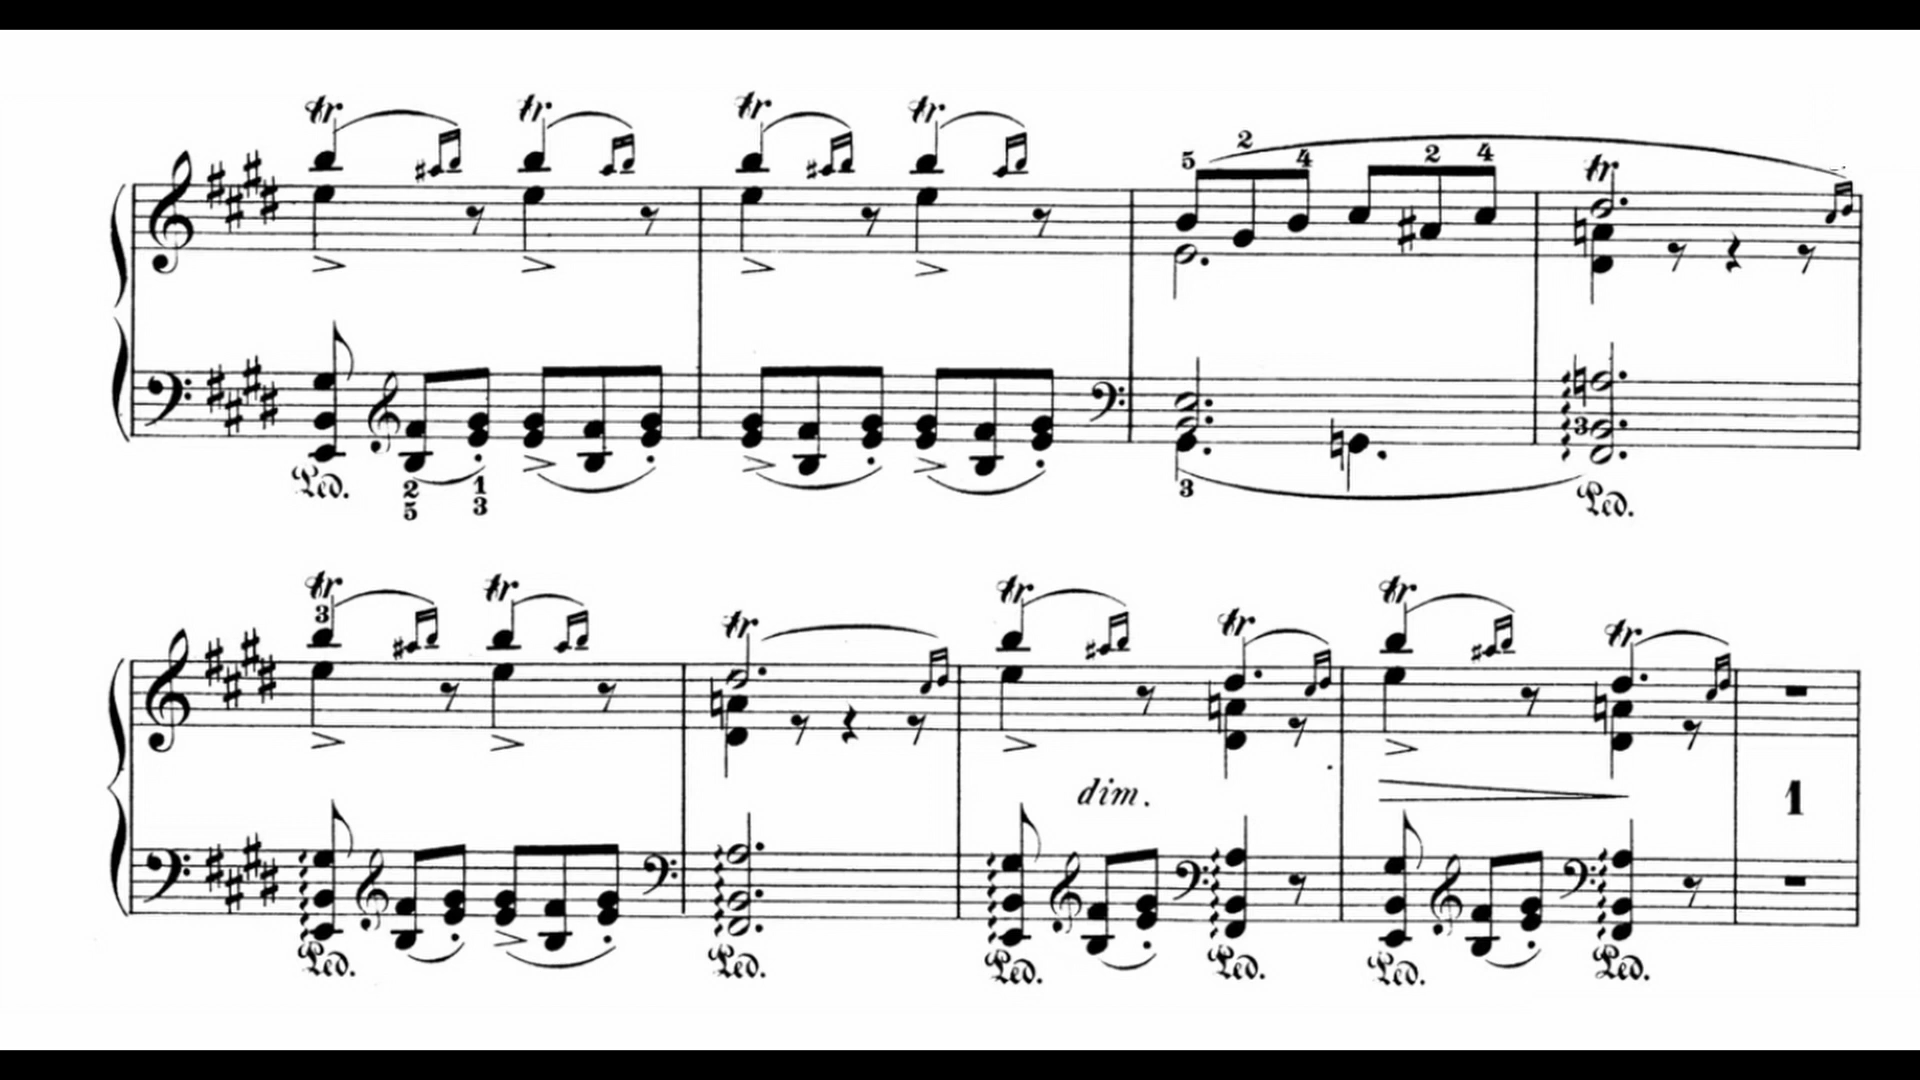 tr. tr. tr. tr.
5 2 4 2 4 tr.
3
Ped. 2 1 3 Ped.
5 3
tr. tr. tr. tr. tr. tr.
3
dim. 1
Ped. Ped. Ped. Ped. Ped. Ped.